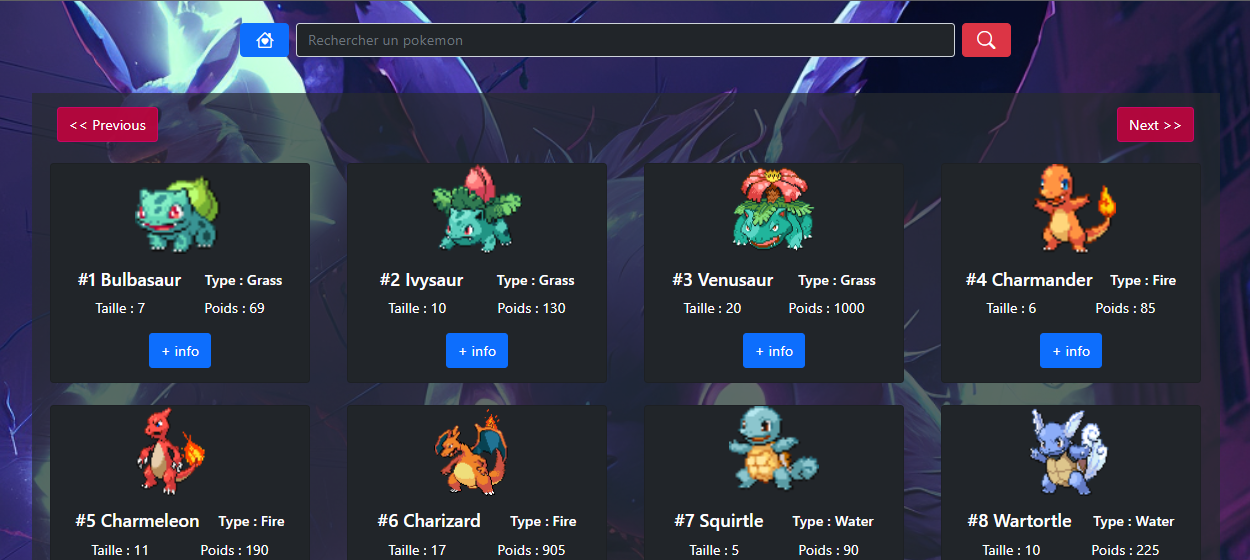 Rechercher un pokemon
<< Previous Next >>
#1 Bulbasaur Type : Grass #2 Ivysaur Type : Grass #3 Venusaur Type : Grass #4 Charmander Type : Fire
Taille : 7 Poids : 69 Taille : 10 Poids : 130 Taille : 20 Poids : 1000 Taille : 6 Poids : 85
+ info + info + info + info
#5 Charmeleon Type : Fire #6 Charizard Type : Fire #7 Squirtle Type : Water #8 Wartortle Type : Water
Taille : 11 Poids : 190 Taille : 17 Poids : 905 Taille : 5 Poids : 90 Taille : 10 Poids : 225